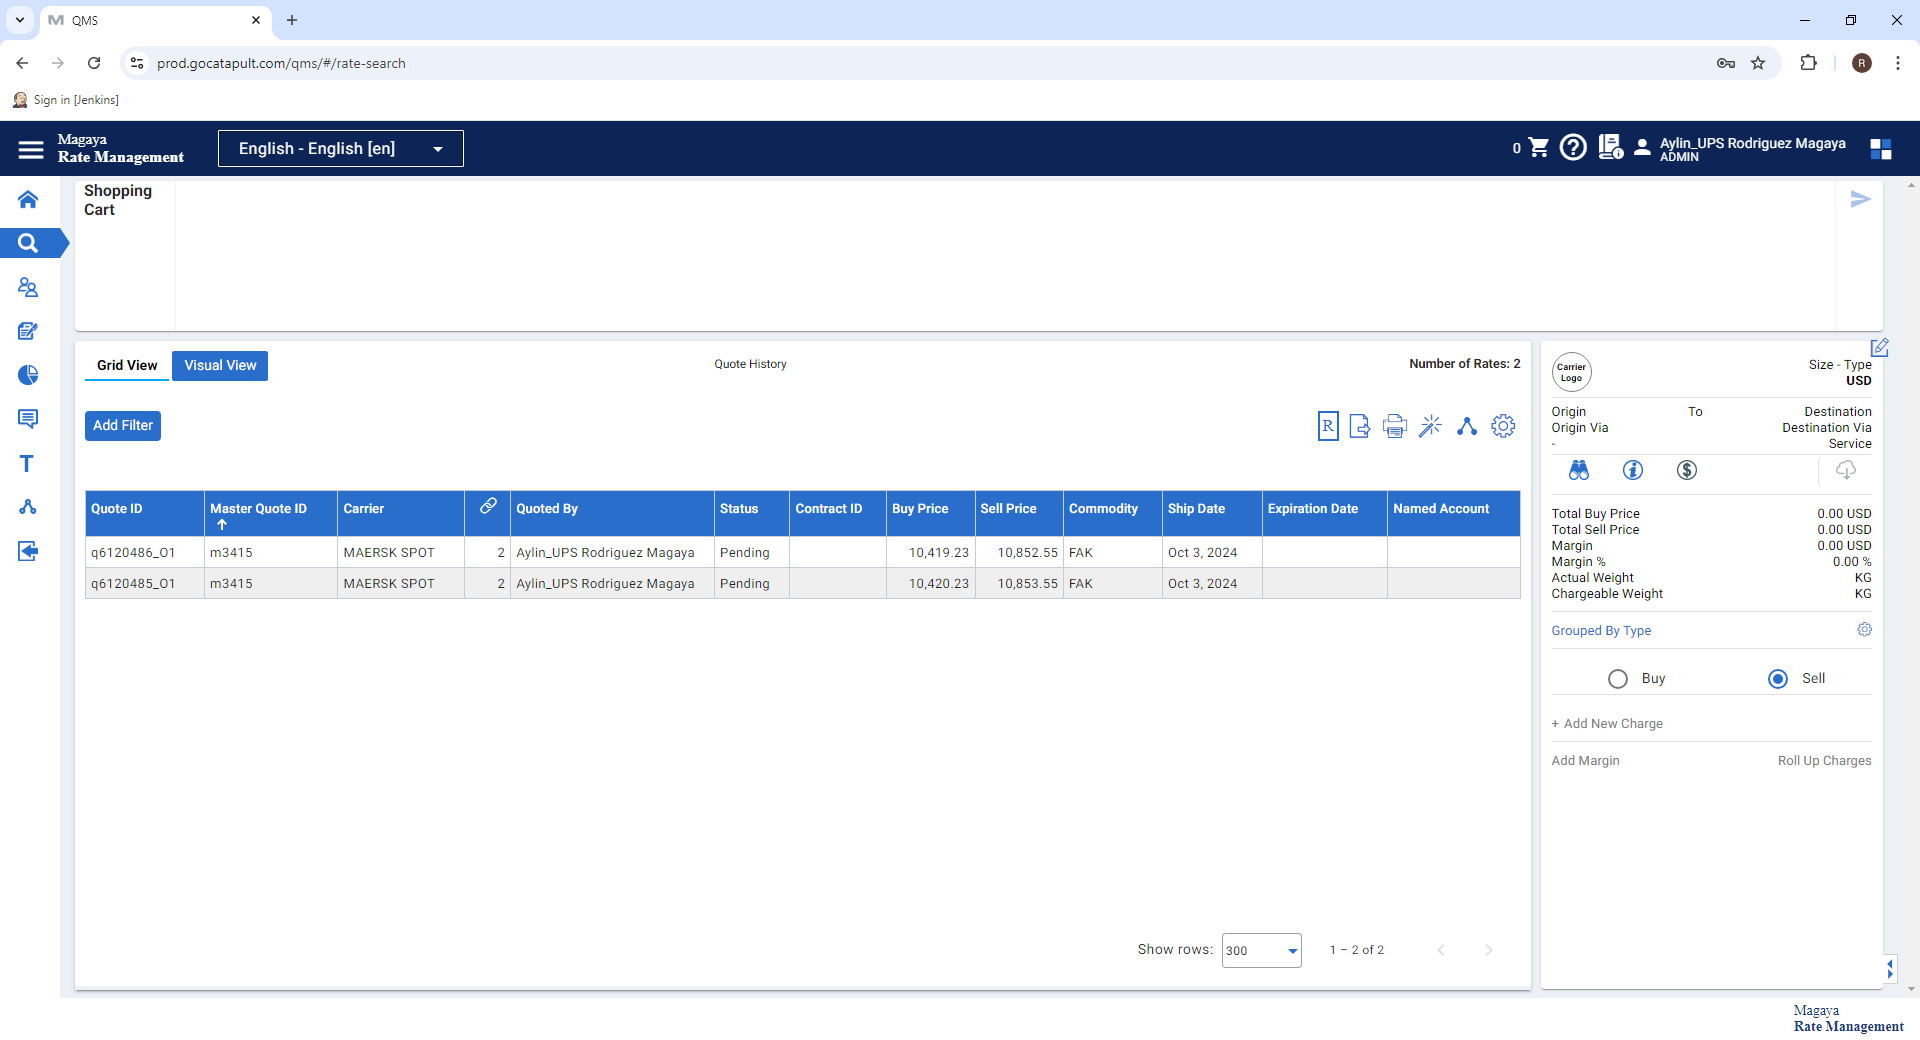 QMS
prod.gocatapult.com/qms/#/rate-search
R
Sign in [Jenkins]
Magaya
Rate Management
English - English [en]
0
Aylin_UPS Rodriguez Magaya
ADMIN
Shopping
Cart
Grid View
Visual View
Quote History
Number of Rates: 2
Add Filter
R
Quote ID
Master Quote ID
Carrier
Quoted By
Status
Contract ID
Buy Price
Sell Price
Commodity
Ship Date
Expiration Date
Named Account
q6120486_O1 m3415 MAERSK SPOT 2 Aylin_UPS Rodriguez Magaya Pending 10,419.23 10,852.55 FAK Oct 3, 2024
q6120485_O1 m3415 MAERSK SPOT 2 Aylin_UPS Rodriguez Magaya Pending 10,420.23 10,853.55 FAK Oct 3, 2024
Show rows: 300 1 – 2 of 2
Carrier
Logo
Size - Type
USD
Origin To Destination
Origin Via Destination Via
- Service
Total Buy Price 0.00 USD
Total Sell Price 0.00 USD
Margin 0.00 USD
Margin % 0.00 %
Actual Weight KG
Chargeable Weight KG
Grouped By Type
Buy Sell
+ Add New Charge
Add Margin Roll Up Charges
Magaya
Rate Management